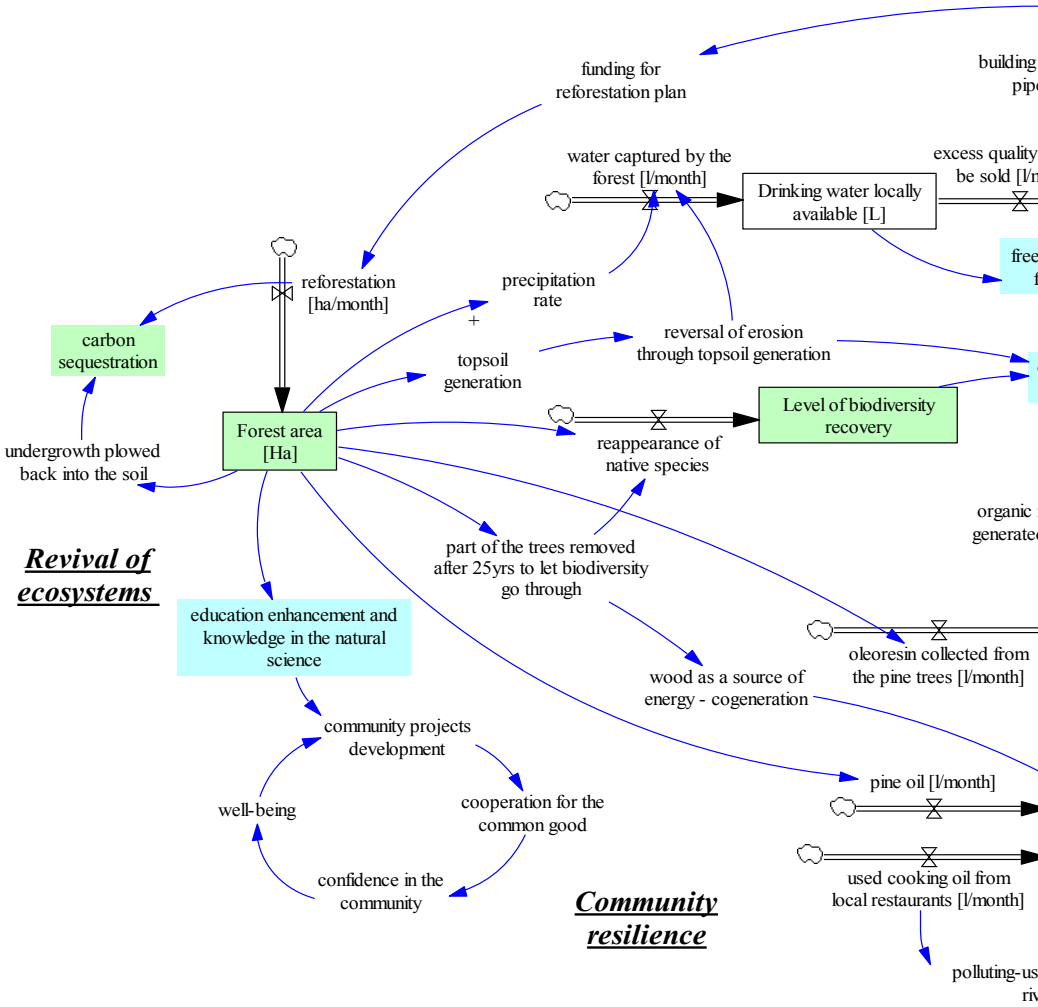 funding for
reforestation plan
building
pip
water captured by the
forest [l/month]
excess quality
be sold [l/m
Drinking water locally
available [L]
free
f
reforestation
[ha/month]
precipitation
rate
+
carbon
sequestration
topsoil
generation
reversal of erosion
through topsoil generation
Forest area
[Ha]
Level of biodiversity
recovery
undergrowth plowed
back into the soil
reappearance of
native species
organic
generated
part of the trees removed
after 25yrs to let biodiversity
go through
Revival of
ecosystems
education enhancement and
knowledge in the natural
science
oleoresin collected from
the pine trees [l/month]
wood as a source of
energy - cogeneration
community projects
development
pine oil [l/month]
well-being
cooperation for the
common good
confidence in the
community
used cooking oil from
local restaurants [l/month]
Community
resilience
polluting-us
riv